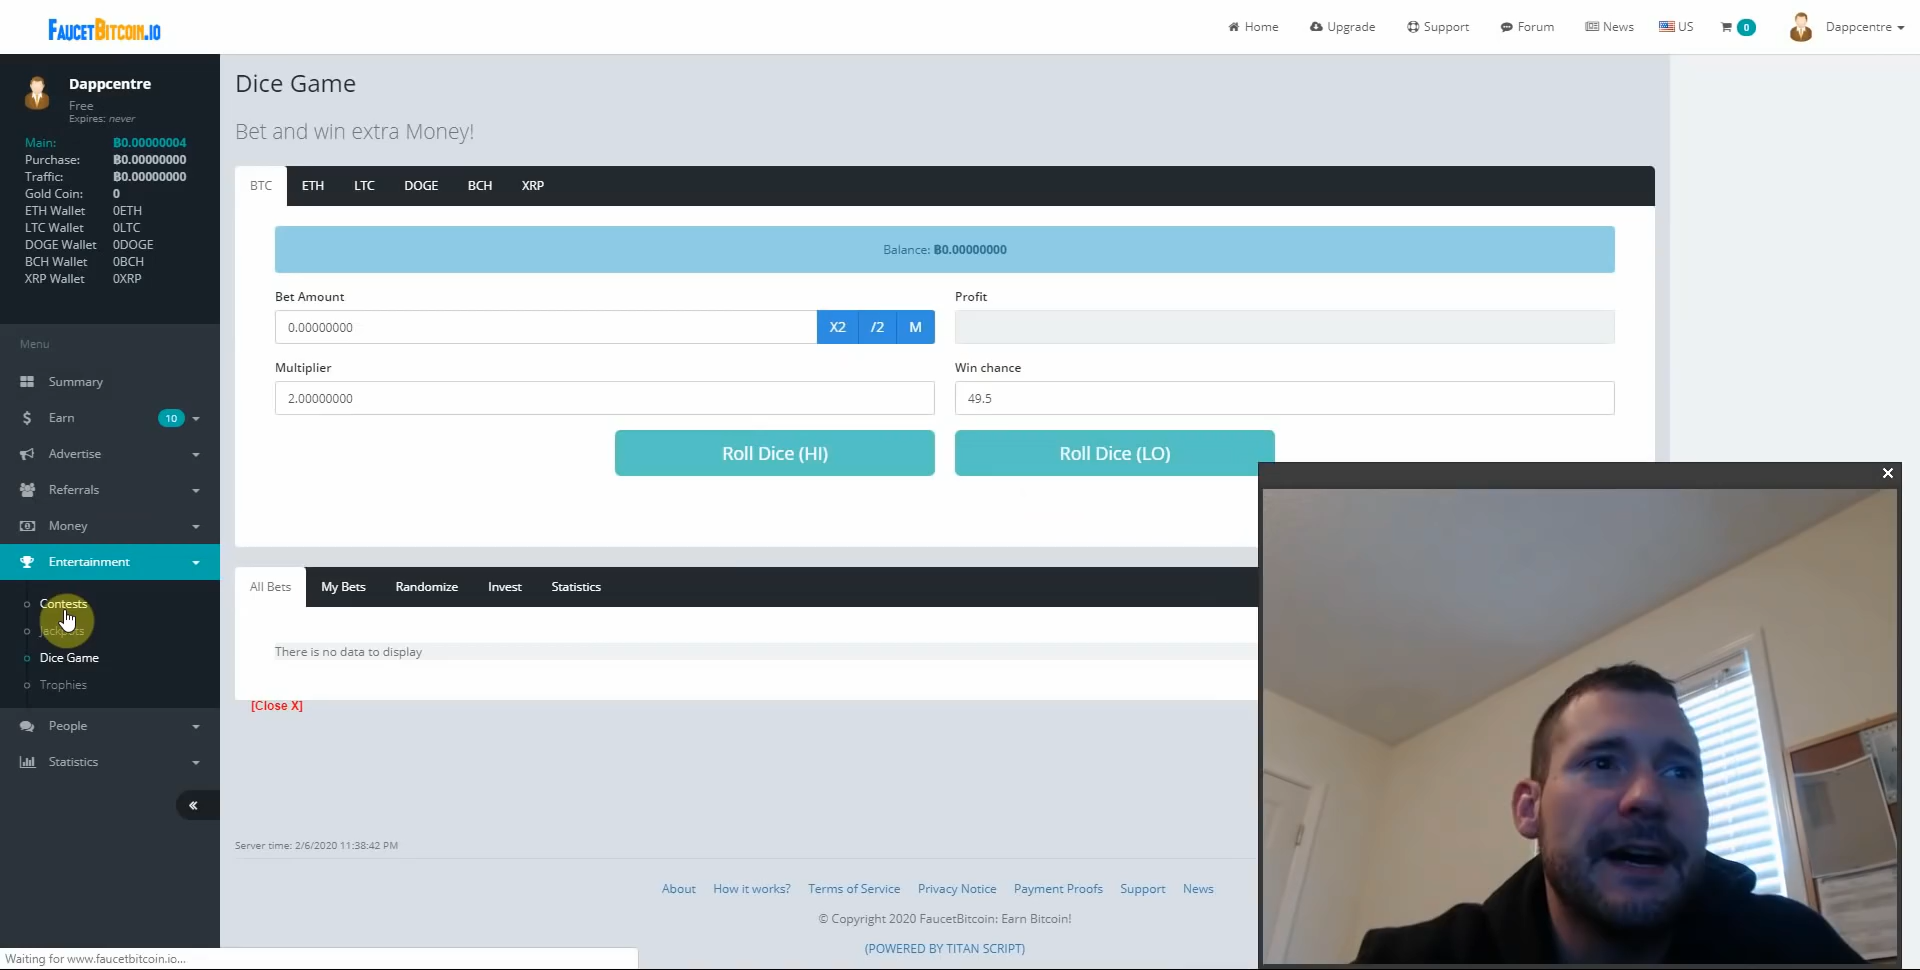 FAUCETBITCOIN.IO
Home
Upgrade
Support
Forum
News
US
0
Dappcentre
Dappcentre
Free
Expires: never
Main: ฿0.00000004
Purchase: ฿0.00000000
Traffic: ฿0.00000000
Gold Coin: 0
ETH Wallet 0ETH
LTC Wallet 0LTC
DOGE Wallet 0DOGE
BCH Wallet 0BCH
XRP Wallet 0XRP
Menu
Summary
Earn 10
Advertise
Referrals
Money
Entertainment
Contests
Jackpots
Dice Game
Trophies
People
Statistics
«
Dice Game
Bet and win extra Money!
BTC ETH LTC DOGE BCH XRP
Balance: ฿0.00000000
Bet Amount
0.00000000
X2 /2 M
Profit
Multiplier
2.00000000
Win chance
49.5
Roll Dice (HI)
Roll Dice (LO)
All Bets My Bets Randomize Invest Statistics
There is no data to display
[Close X]
Server time: 2/6/2020 11:38:42 PM
About How it works? Terms of Service Privacy Notice Payment Proofs Support News
© Copyright 2020 FaucetBitcoin: Earn Bitcoin!
(POWERED BY TITAN SCRIPT)
Waiting for www.faucetbitcoin.io...